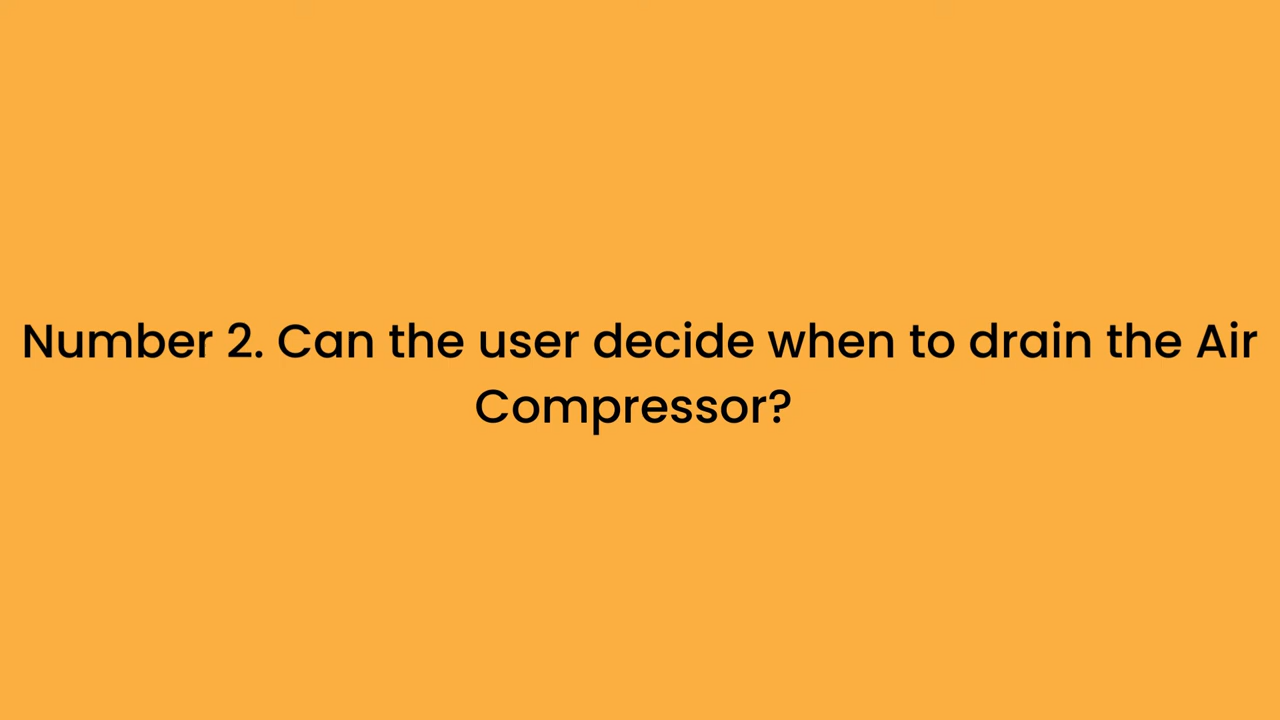 Number 2. Can the user decide when to drain the Air
Compressor?